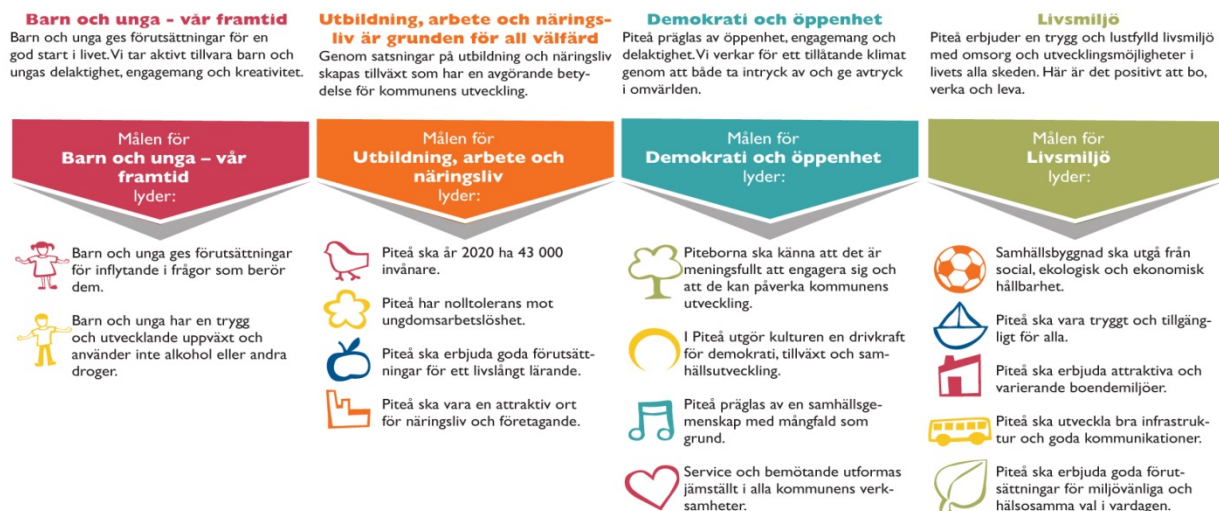 Barn och unga - vår framtid
Barn och unga ges förutsättningar för en
god start i livet. Vi tar aktivt tillvara barn och
ungas delaktighet, engagemang och kreativitet.
Målen för
Barn och unga – vår
framtid
lyder:
Barn och unga ges förutsättningar
för inflytande i frågor som berör
dem.
Barn och unga har en trygg
och utvecklande uppväxt och
använder inte alkohol eller andra
droger.
Utbildning, arbete och närings-
liv är grunden för all välfärd
Genom satsningar på utbildning och näringsliv
skapas tillväxt som har en avgörande bety-
delse för kommunens utveckling.
Målen för
Utbildning, arbete och
näringsliv
lyder:
Piteå ska år 2020 ha 43 000
invånare.
Piteå har nolltolerans mot
ungdomsarbetslöshet.
Piteå ska erbjuda goda förutsätt-
ningar för ett livslångt lärande.
Piteå ska vara en attraktiv ort
för näringsliv och företagande.
Demokrati och öppenhet
Piteå präglas av öppenhet, engagemang och
delaktighet. Vi verkar för ett tillåtande klimat
genom att både ta intryck av och ge avtryck
i omvärlden.
Målen för
Demokrati och öppenhet
lyder:
Piteborna ska känna att det är
meningsfullt att engagera sig och
att de kan påverka kommunens
utveckling.
I Piteå utgör kulturen en drivkraft
för demokrati, tillväxt och sam-
hällsutveckling.
Piteå präglas av en samhällsge-
menskap med mångfald som
grund.
Service och bemötande utformas
jämställt i alla kommunens verk-
samheter.
Livsmiljö
Piteå erbjuder en trygg och lustfylld livsmiljö
med omsorg och utvecklingsmöjligheter i
livets alla skeden. Här är det positivt att bo,
verka och leva.
Målen för
Livsmiljö
lyder:
Samhällsbyggnad ska utgå från
social, ekologisk och ekonomisk
hållbarhet.
Piteå ska vara tryggt och tillgäng-
ligt för alla.
Piteå ska erbjuda attraktiva och
varierande boendemiljöer.
Piteå ska utveckla bra infrastruk-
tur och goda kommunikationer.
Piteå ska erbjuda goda förut-
sättningar för miljövänliga och
hälsosamma val i vardagen.